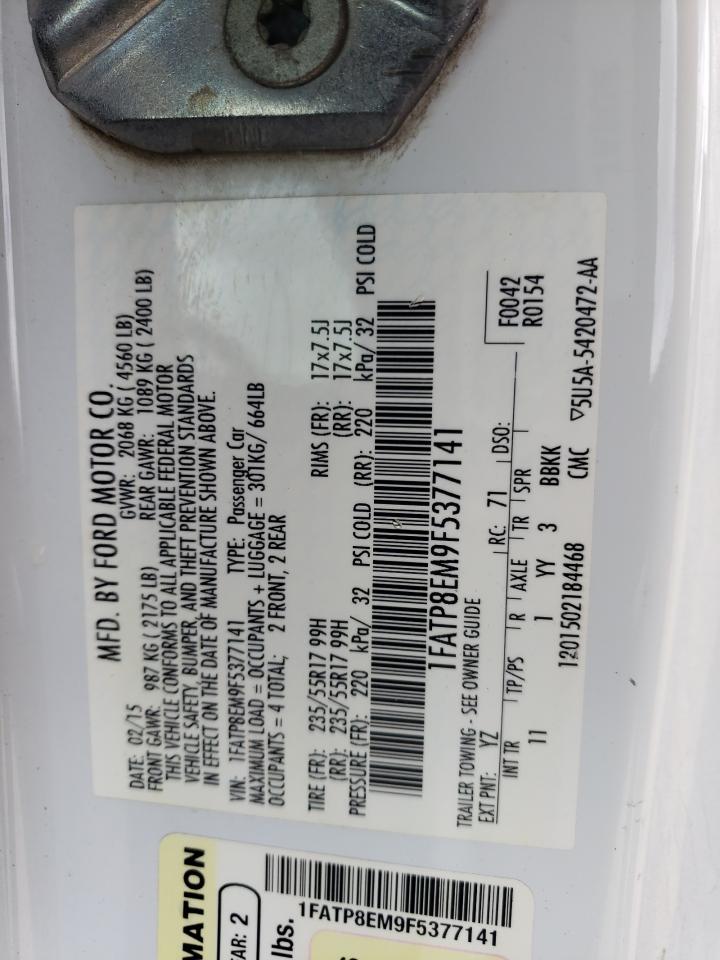 MFD. BY FORD MOTOR CO.
DATE: 02/15 GVWR: 2068 KG ( 4560 LB)
FRONT GAWR: 987 KG ( 2175 LB) REAR GAWR: 1089 KG ( 2400 LB)
THIS VEHICLE CONFORMS TO ALL APPLICABLE FEDERAL MOTOR
VEHICLE SAFETY, BUMPER, AND THEFT PREVENTION STANDARDS
IN EFFECT ON THE DATE OF MANUFACTURE SHOWN ABOVE.
VIN: 1FATP8EM9F5377141 TYPE: Passenger Car
MAXIMUM LOAD = OCCUPANTS + LUGGAGE = 301KG/ 664LB
OCCUPANTS = 4 TOTAL; 2 FRONT, 2 REAR
TIRE (FR): 235/55R17 99H RIMS (FR): 17x7.5J
(RR): 235/55R17 99H (RR): 17x7.5J
PRESSURE (FR): 220 kPa/ 32 PSI COLD (RR): 220 kPa/ 32 PSI COLD
1FATP8EM9F5377141
TRAILER TOWING - SEE OWNER GUIDE
EXT PNT: YZ RC: 71 DSO: F0042
R0154
INT TR TP/PS R AXLE TR SPR
11 1 YY 3 BBKK
1201502184468 CMC ▽5U5A-5420472-AA
MATION
EAR: 2
lbs.
1FATP8EM9F5377141